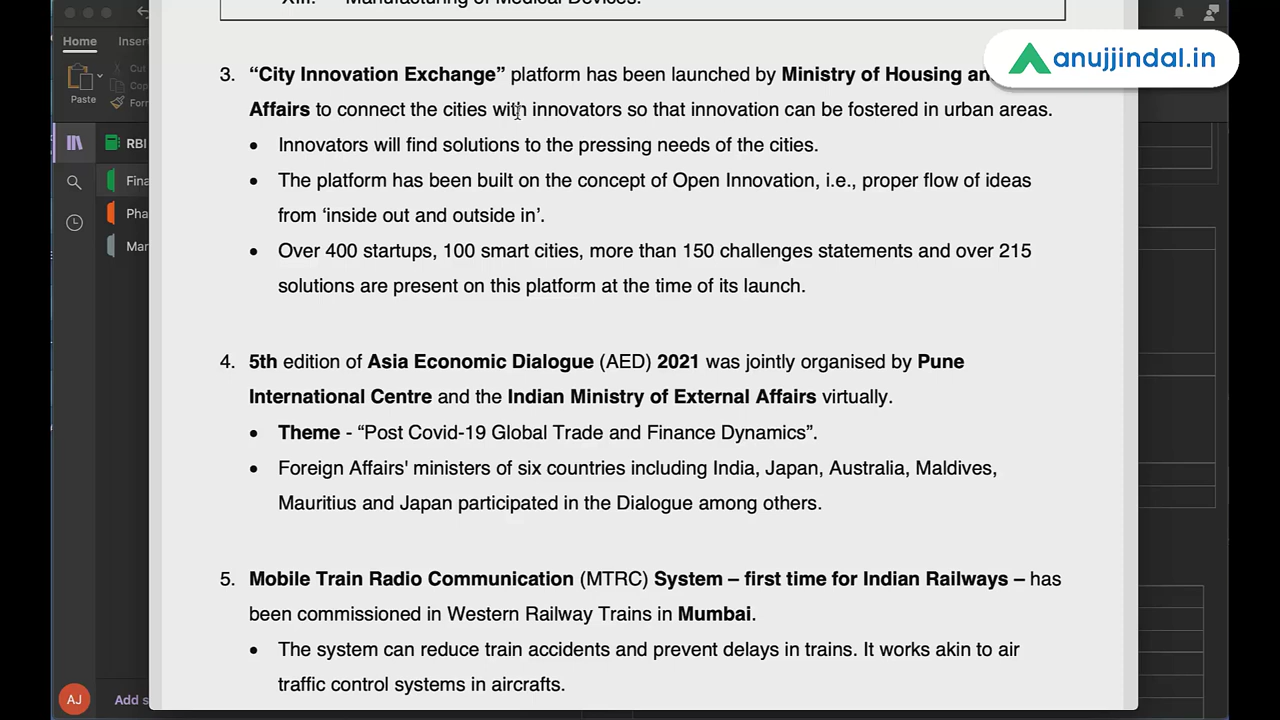 XIII. Manufacturing of Medical Devices.
Home Inser
Cut
Cop
Paste For
anujjindal.in
3. “City Innovation Exchange” platform has been launched by Ministry of Housing an
Affairs to connect the cities with innovators so that innovation can be fostered in urban areas.
RBI
• Innovators will find solutions to the pressing needs of the cities.
Fina
• The platform has been built on the concept of Open Innovation, i.e., proper flow of ideas
from ‘inside out and outside in’.
Pha
Mar
• Over 400 startups, 100 smart cities, more than 150 challenges statements and over 215
solutions are present on this platform at the time of its launch.
4. 5th edition of Asia Economic Dialogue (AED) 2021 was jointly organised by Pune
International Centre and the Indian Ministry of External Affairs virtually.
• Theme - “Post Covid-19 Global Trade and Finance Dynamics”.
• Foreign Affairs' ministers of six countries including India, Japan, Australia, Maldives,
Mauritius and Japan participated in the Dialogue among others.
5. Mobile Train Radio Communication (MTRC) System – first time for Indian Railways – has
been commissioned in Western Railway Trains in Mumbai.
• The system can reduce train accidents and prevent delays in trains. It works akin to air
traffic control systems in aircrafts.
AJ Add s